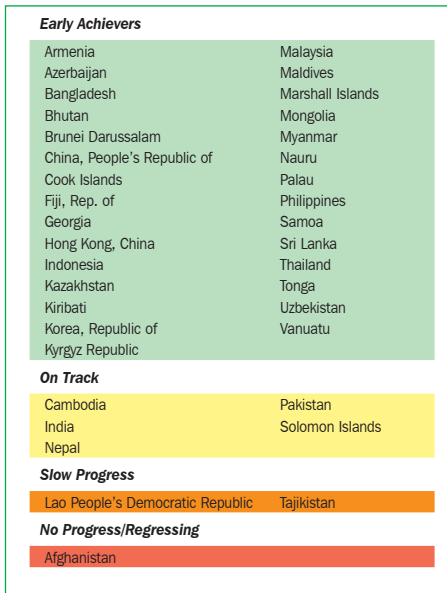 Early Achievers
Armenia
Azerbaijan
Bangladesh
Bhutan
Brunei Darussalam
China, People's Republic of
Cook Islands
Fiji, Rep. of
Georgia
Hong Kong, China
Indonesia
Kazakhstan
Kiribati
Korea, Republic of
Kyrgyz Republic
Malaysia
Maldives
Marshall Islands
Mongolia
Myanmar
Nauru
Palau
Philippines
Samoa
Sri Lanka
Thailand
Tonga
Uzbekistan
Vanuatu
On Track
Cambodia
India
Nepal
Pakistan
Solomon Islands
Slow Progress
Lao People's Democratic Republic
Tajikistan
No Progress/Regressing
Afghanistan